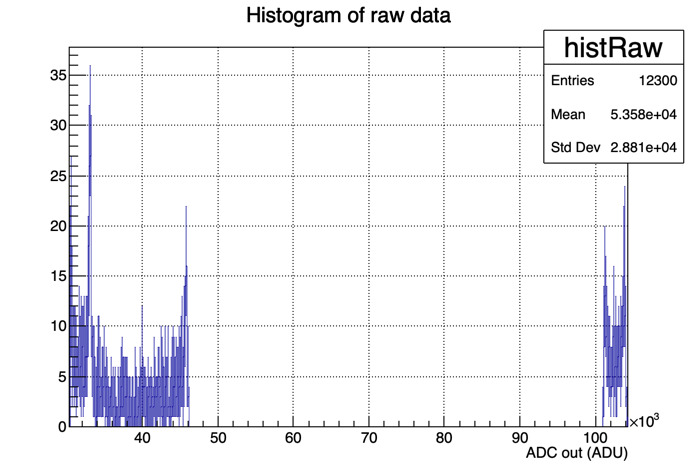 Histogram of raw data
histRaw
Entries 12300
Mean 5.358e+04
Std Dev 2.881e+04
35
30
25
20
15
10
5
0
40 50 60 70 80 90 100
×10³
ADC out (ADU)